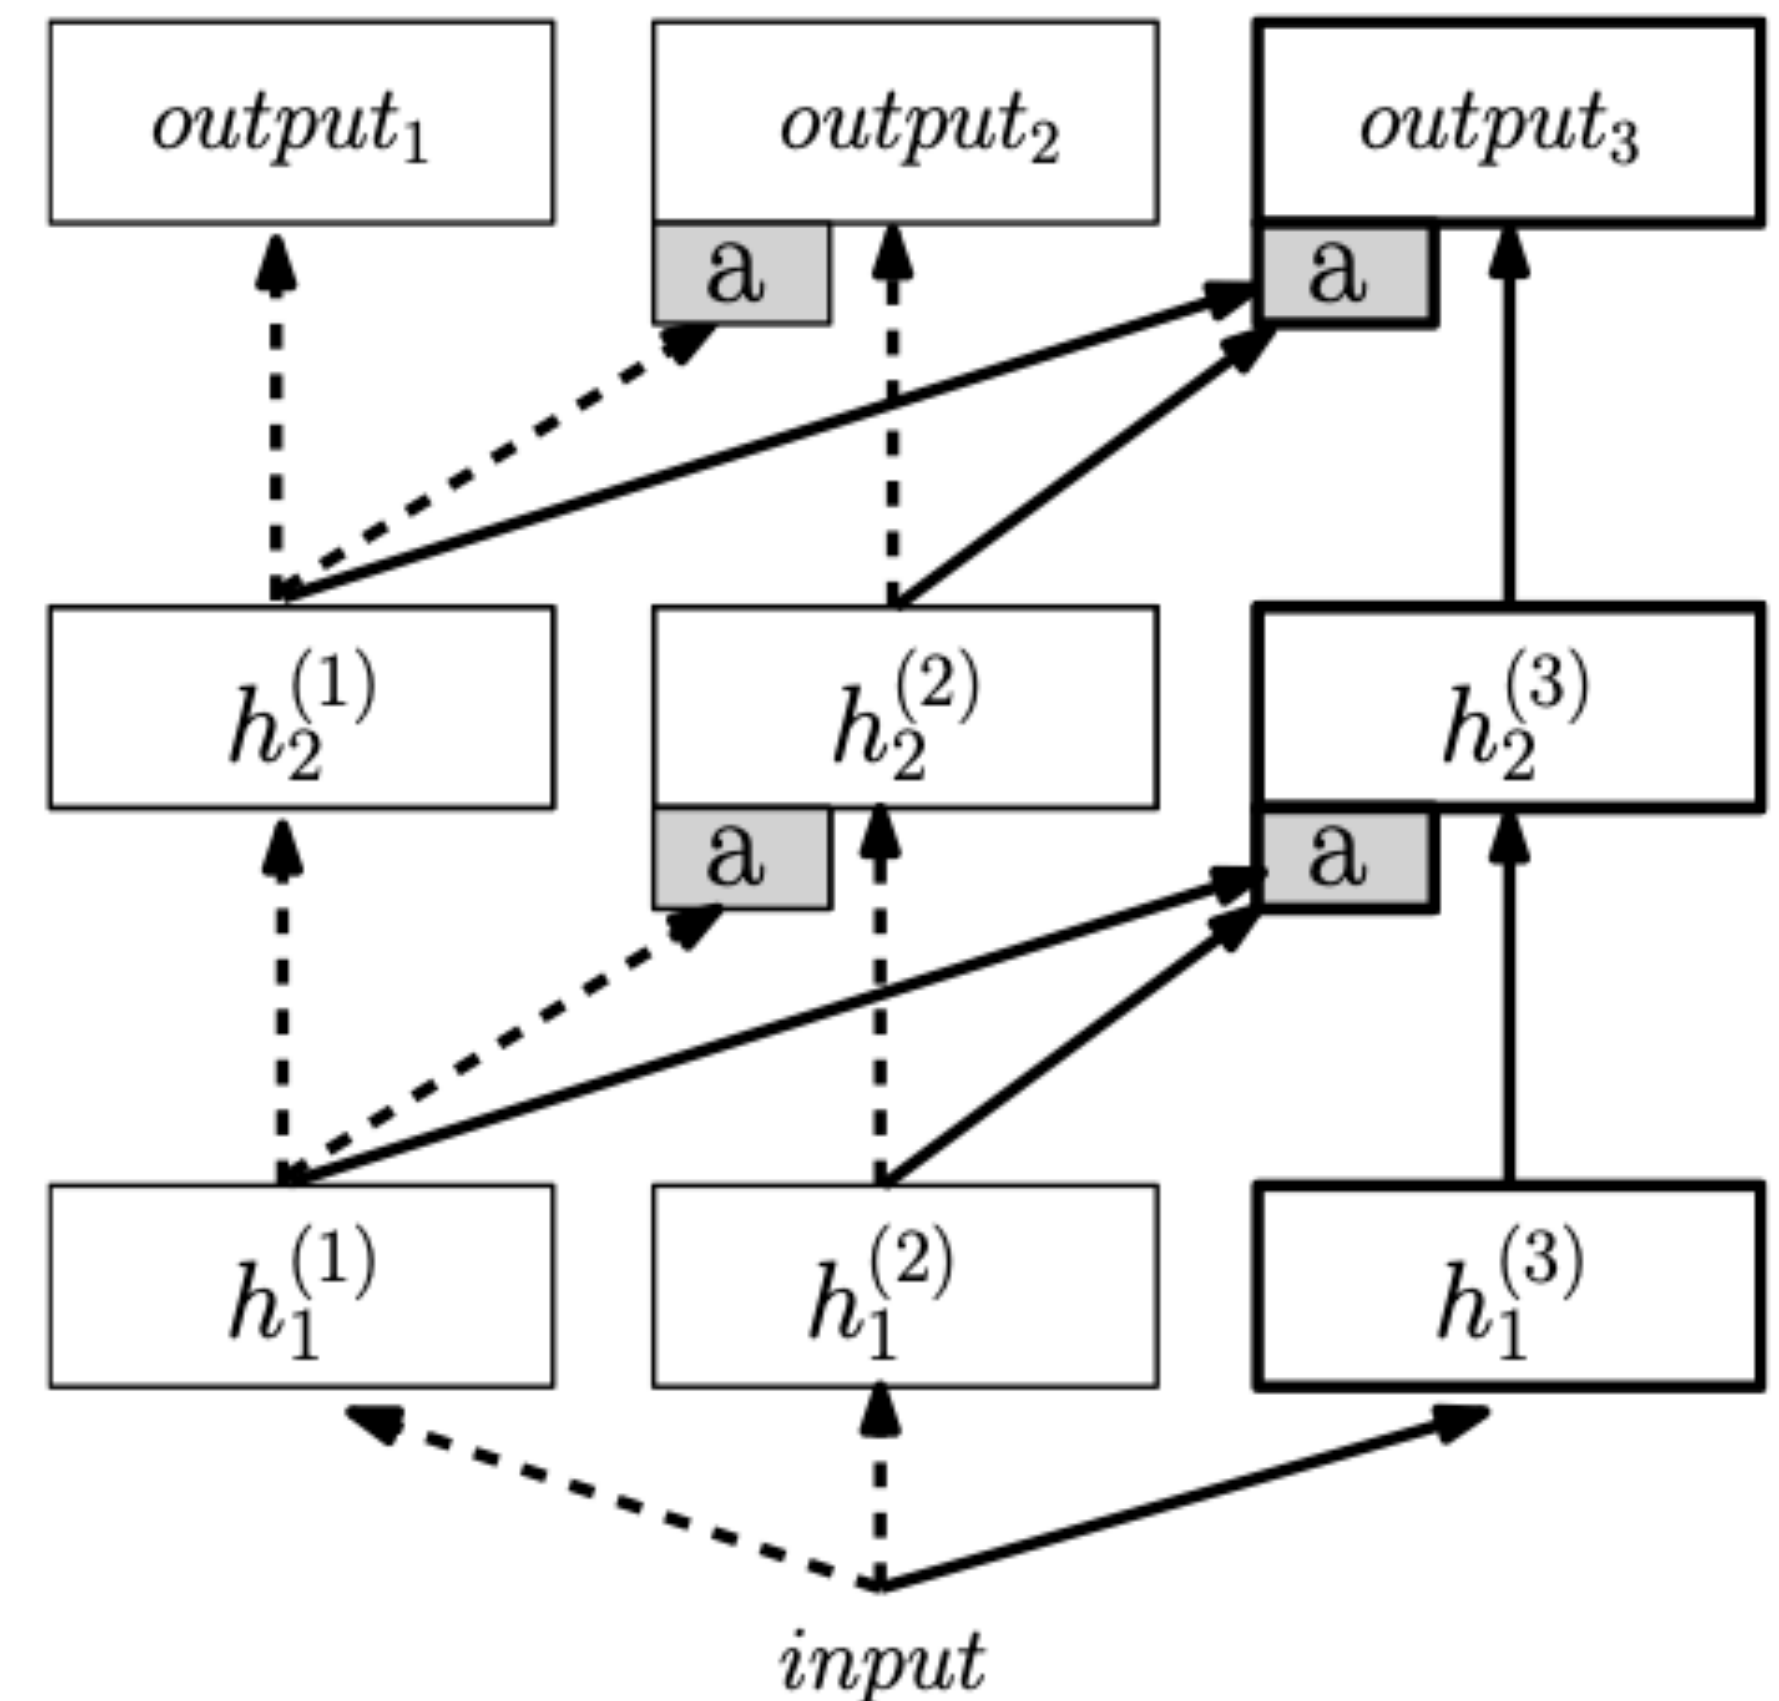 output₁ output₂ output₃
a a
h₂⁽¹⁾ h₂⁽²⁾ h₂⁽³⁾
a a
h₁⁽¹⁾ h₁⁽²⁾ h₁⁽³⁾
input